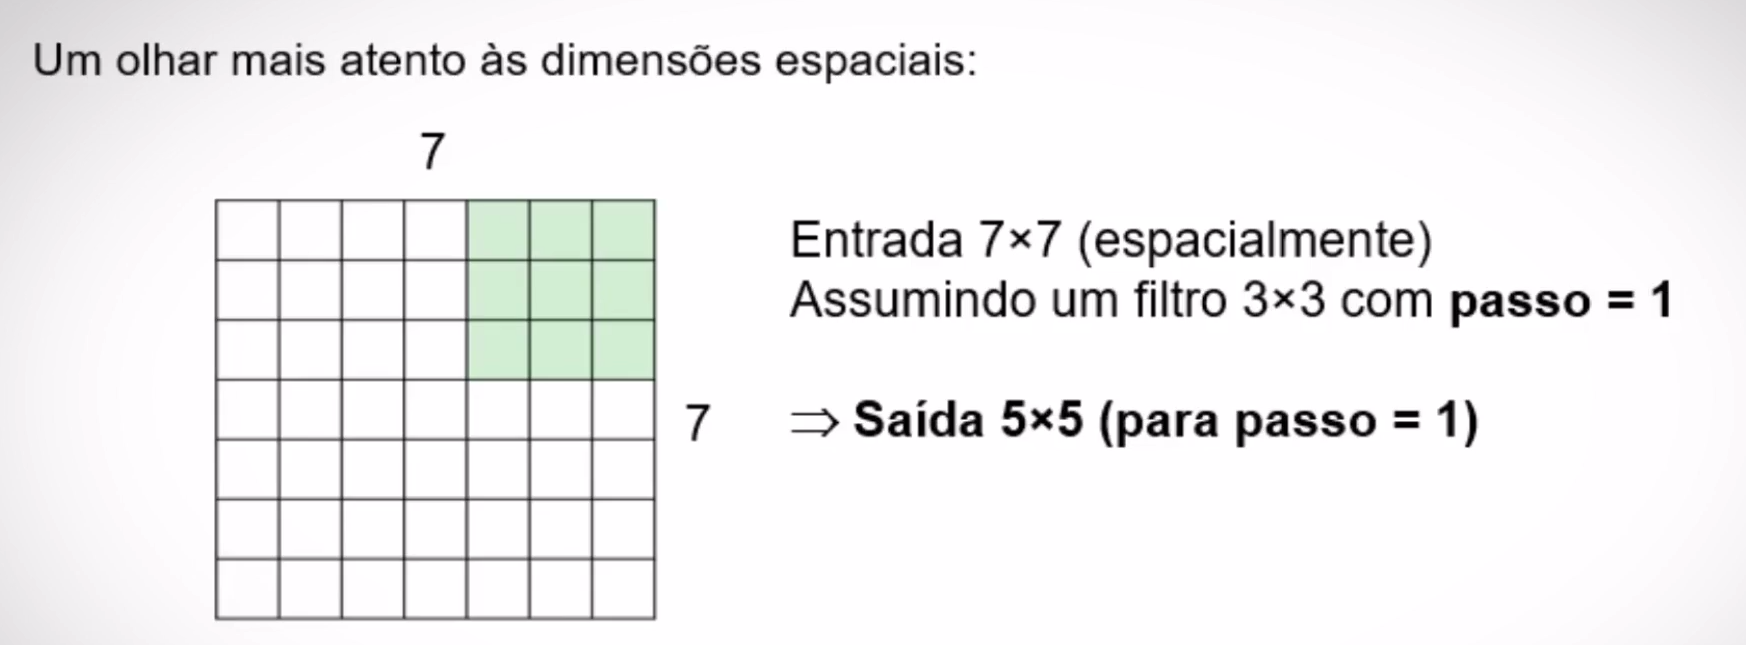 Um olhar mais atento às dimensões espaciais:
7
Entrada 7×7 (espacialmente)
Assumindo um filtro 3×3 com passo = 1
7
⇒ Saída 5×5 (para passo = 1)